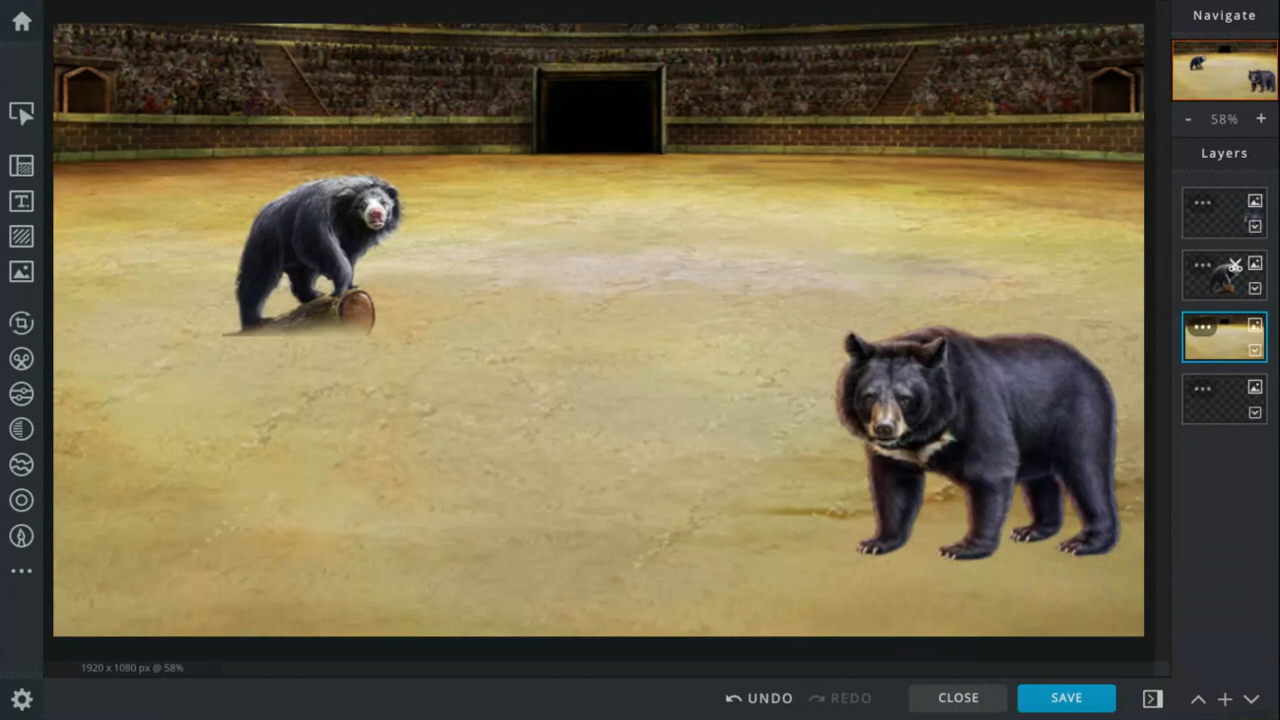 Navigate
- 58% +
Layers
1920 x 1080 px @ 58%
UNDO REDO CLOSE SAVE